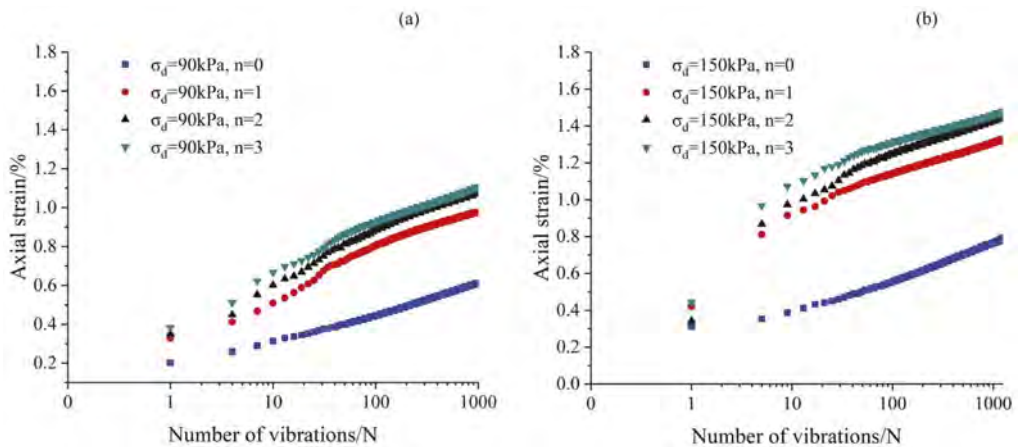 (a)
1.8
1.6
1.4
1.2
1.0
0.8
0.6
0.4
0.2
Axial strain/%
σd=90kPa, n=0
σd=90kPa, n=1
σd=90kPa, n=2
σd=90kPa, n=3
0 1 10 100 1000
Number of vibrations/N
(b)
1.8
1.6
1.4
1.2
1.0
0.8
0.6
0.4
0.2
0.0
Axial strain/%
σd=150kPa, n=0
σd=150kPa, n=1
σd=150kPa, n=2
σd=150kPa, n=3
0 1 10 100 1000
Number of vibrations/N